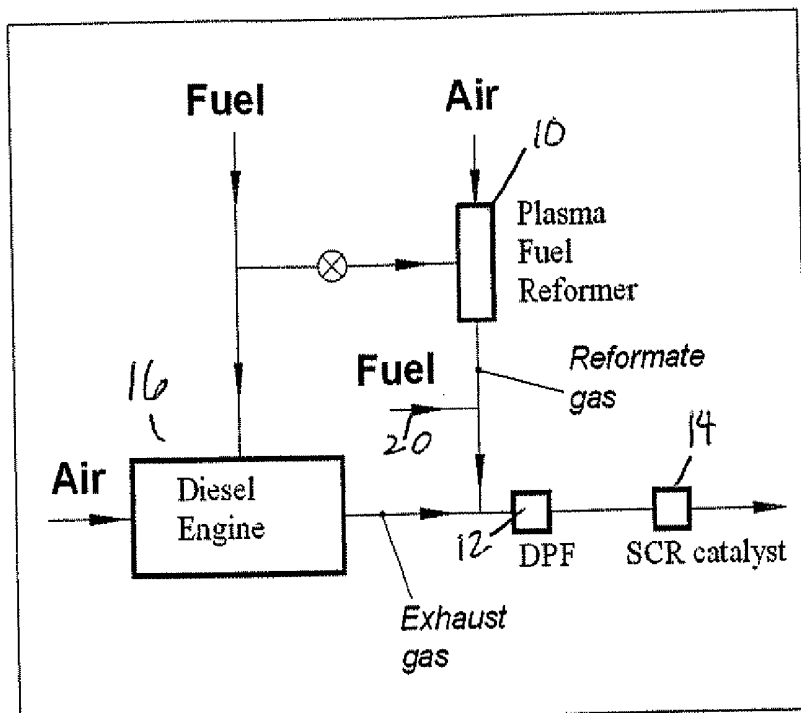 Fuel
Air
10
Plasma
Fuel
Reformer
Reformate
gas
Fuel
20
16
Air
Diesel
Engine
12
DPF
14
SCR catalyst
Exhaust
gas